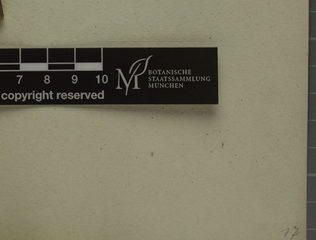 7 8 9 10
copyright reserved
M
BOTANISCHE
STAATSSAMMLUNG
MÜNCHEN